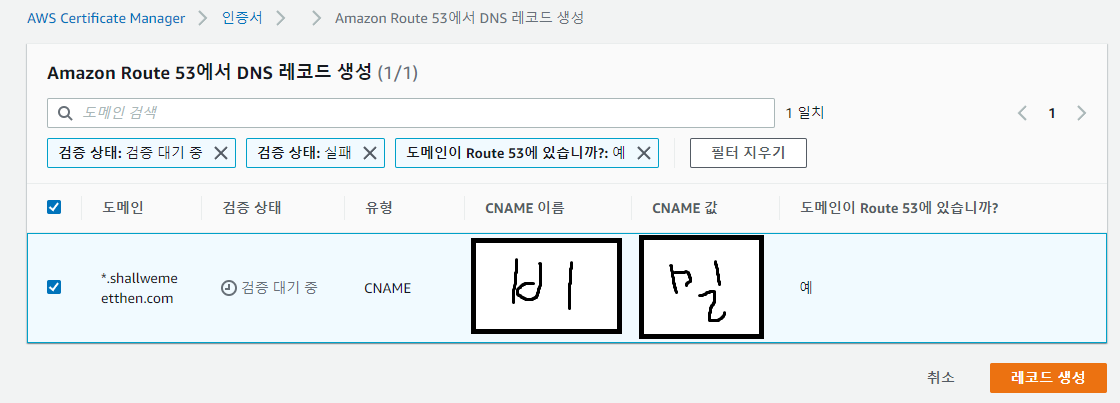 AWS Certificate Manager > 인증서 > > Amazon Route 53에서 DNS 레코드 생성
Amazon Route 53에서 DNS 레코드 생성 (1/1)
도메인 검색
1 일치
< 1 >
검증 상태: 검증 대기 중 ×
검증 상태: 실패 ×
도메인이 Route 53에 있습니까?: 예 ×
필터 지우기
도메인 검증 상태 유형 CNAME 이름 CNAME 값 도메인이 Route 53에 있습니까?
*.shallweme
etthen.com
검증 대기 중
CNAME
비
밀
예
취소
레코드 생성